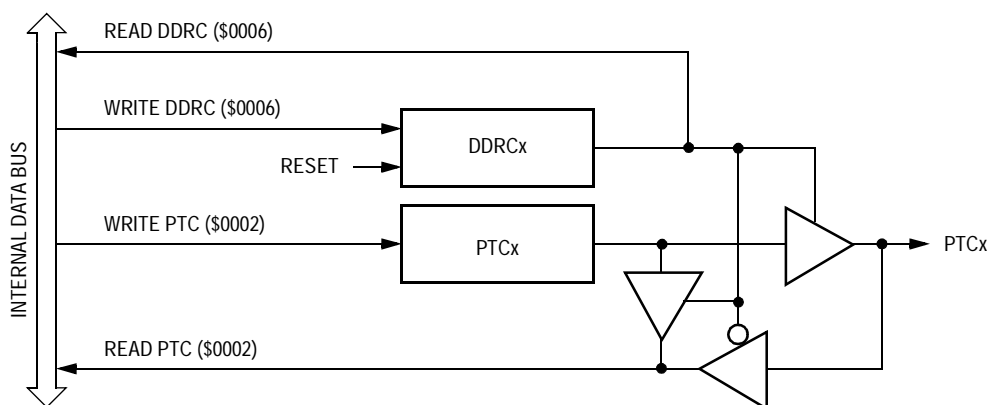 READ DDRC ($0006)
WRITE DDRC ($0006)
DDRCx
RESET
WRITE PTC ($0002)
PTCx
PTCx
READ PTC ($0002)
INTERNAL DATA BUS